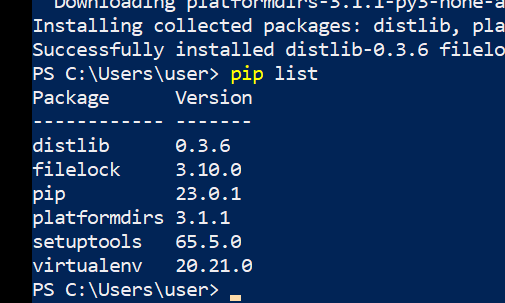 Downloading platformdirs-3.1.1-py3-none-a
Installing collected packages: distlib, pla
Successfully installed distlib-0.3.6 filelo
PS C:\Users\user> pip list
Package      Version
------------ -------
distlib      0.3.6
filelock     3.10.0
pip          23.0.1
platformdirs 3.1.1
setuptools   65.5.0
virtualenv   20.21.0
PS C:\Users\user>